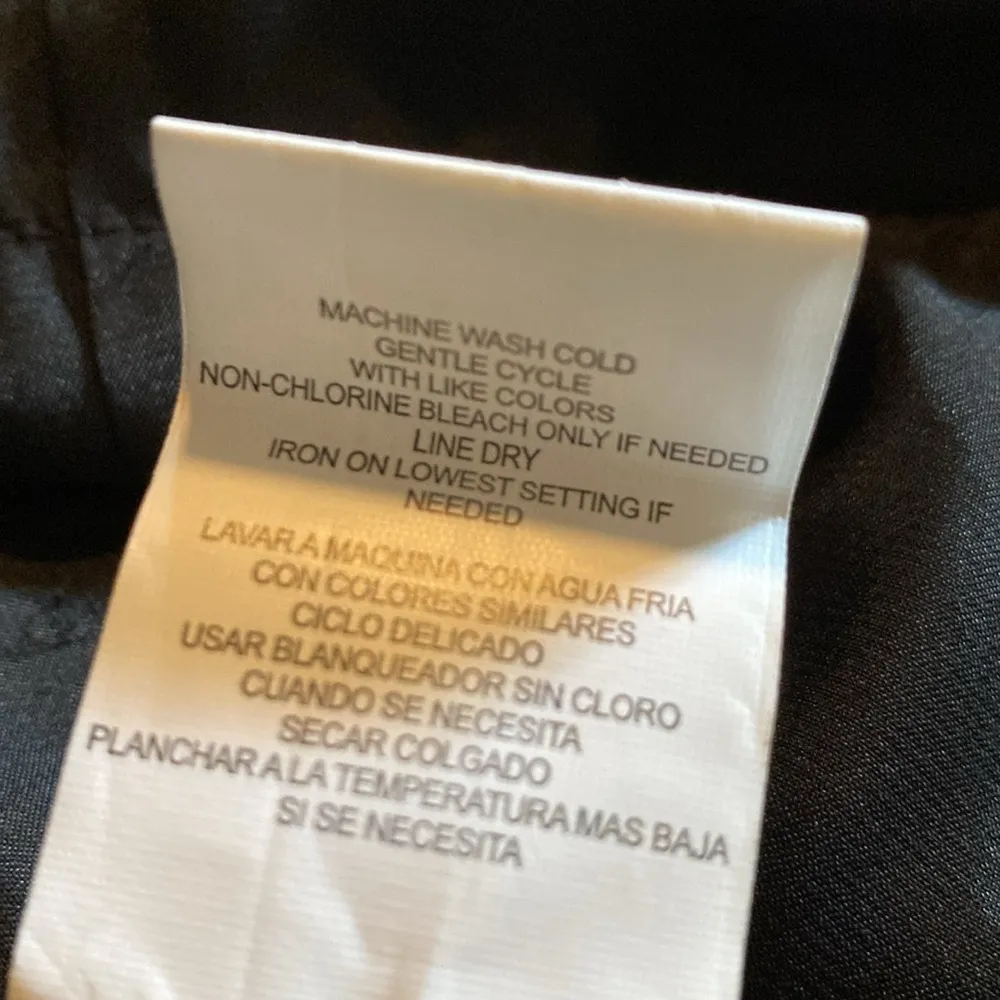 MACHINE WASH COLD
GENTLE CYCLE
WITH LIKE COLORS
NON-CHLORINE BLEACH ONLY IF NEEDED
LINE DRY
IRON ON LOWEST SETTING IF
NEEDED
LAVAR A MAQUINA CON AGUA FRIA
CON COLORES SIMILARES
CICLO DELICADO
USAR BLANQUEADOR SIN CLORO
CUANDO SE NECESITA
SECAR COLGADO
PLANCHAR A LA TEMPERATURA MAS BAJA
SI SE NECESITA